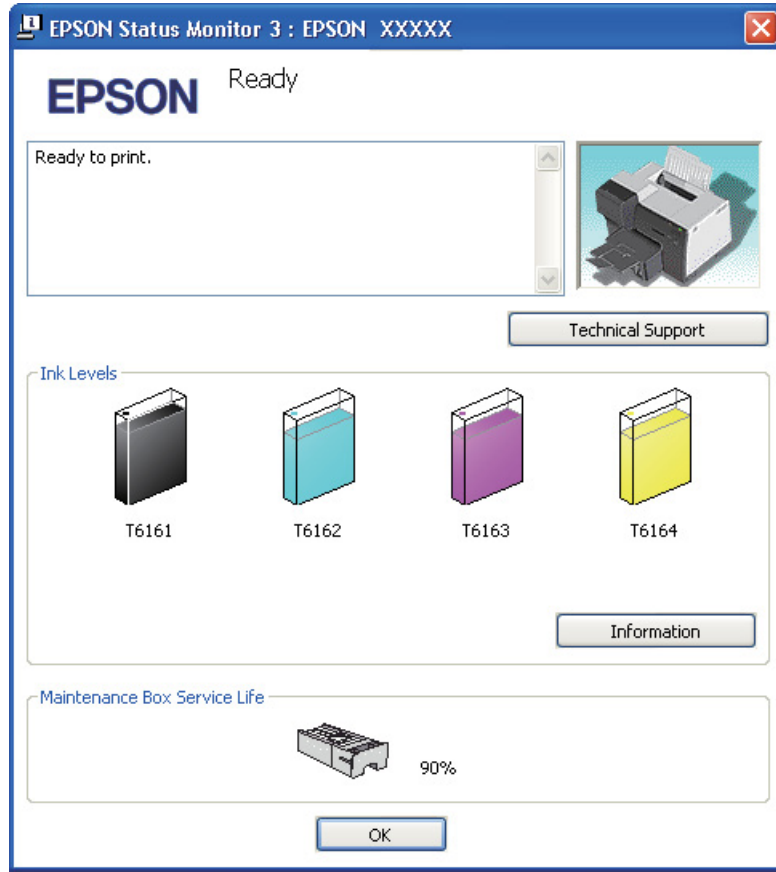 EPSON Status Monitor 3 : EPSON XXXXX
EPSON
Ready
Ready to print.
Technical Support
Ink Levels
T6161 T6162 T6163 T6164
Information
Maintenance Box Service Life
90%
OK